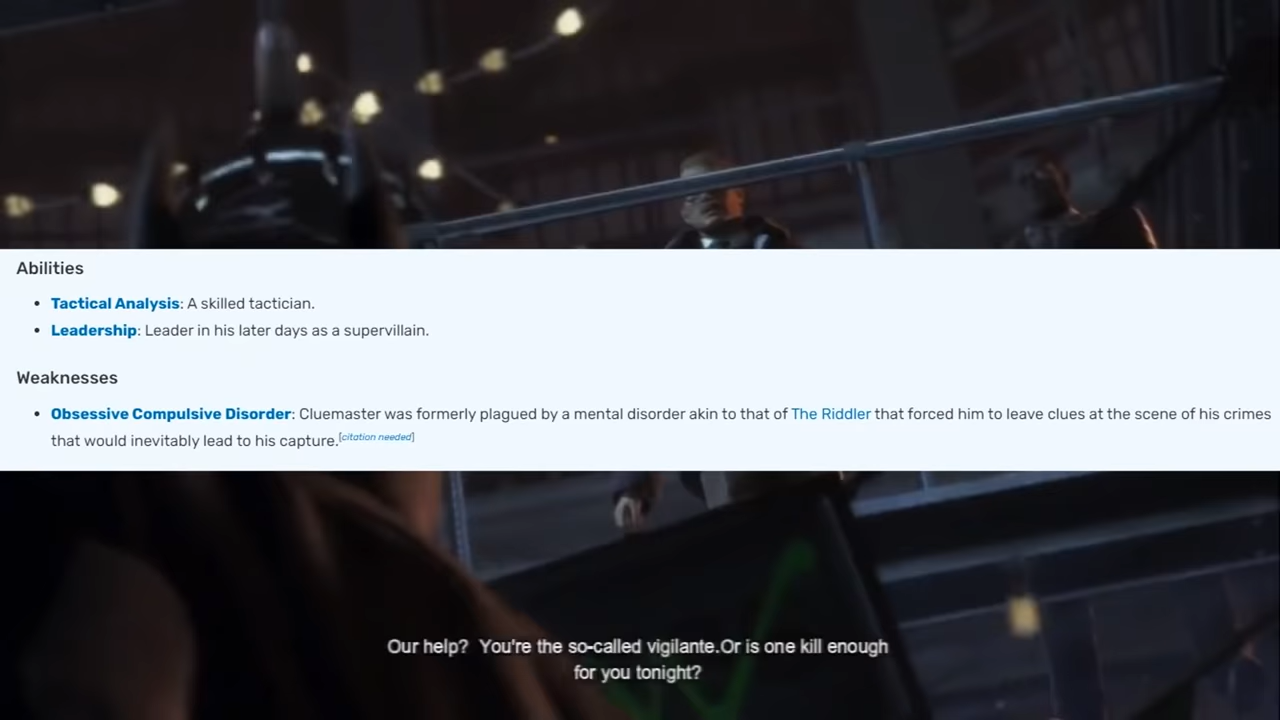 Abilities
Tactical Analysis: A skilled tactician.
Leadership: Leader in his later days as a supervillain.
Weaknesses
Obsessive Compulsive Disorder: Cluemaster was formerly plagued by a mental disorder akin to that of The Riddler that forced him to leave clues at the scene of his crimes
that would inevitably lead to his capture.[citation needed]
Our help?  You're the so-called vigilante.Or is one kill enough
for you tonight?